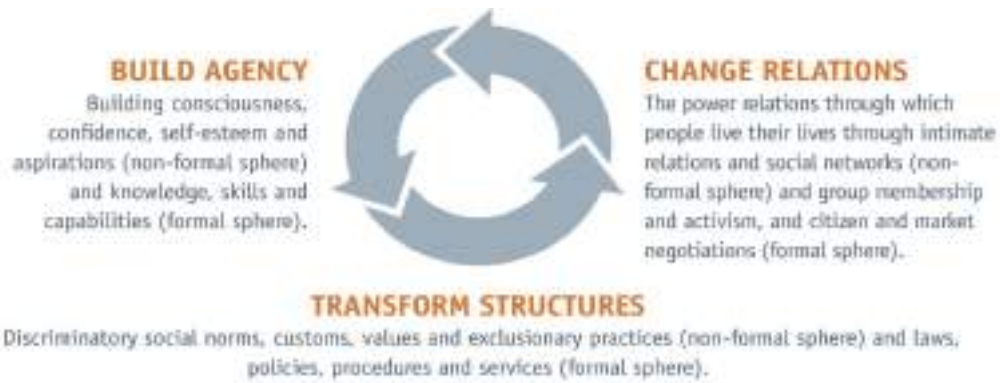 BUILD AGENCY
Building consciousness,
confidence, self-esteem and
aspirations (non-formal sphere)
and knowledge, skills and
capabilities (formal sphere).
CHANGE RELATIONS
The power relations through which
people live their lives through intimate
relations and social networks (non-
formal sphere) and group membership
and activism, and citizen and market
negotiations (formal sphere).
TRANSFORM STRUCTURES
Discriminatory social norms, customs, values and exclusionary practices (non-formal sphere) and laws,
policies, procedures and services (formal sphere).